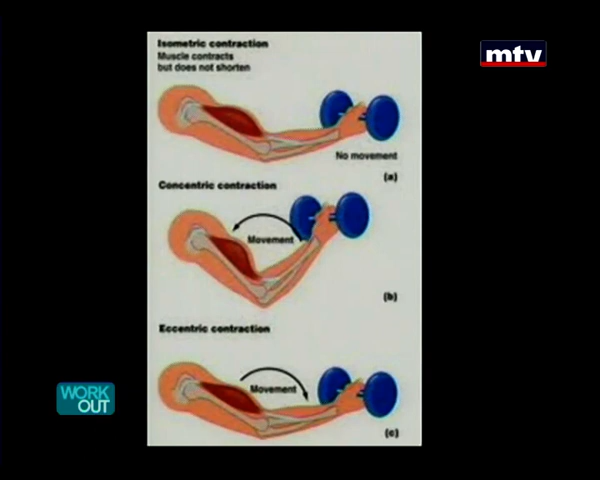 Isometric contraction
Muscle contracts
but does not shorten
No movement
(a)
Concentric contraction
Movement
(b)
Eccentric contraction
Movement
(c)
mtv
WORK
OUT